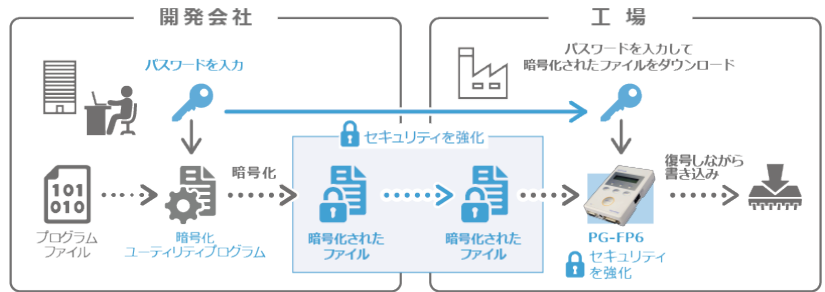 開発会社
工場
パスワードを入力
パスワードを入力して
暗号化されたファイルをダウンロード
セキュリティを強化
101
010
プログラム
ファイル
暗号化
ユーティリティプログラム
暗号化
暗号化された
ファイル
暗号化された
ファイル
PG-FP6
セキュリティ
を強化
復号しながら
書き込み